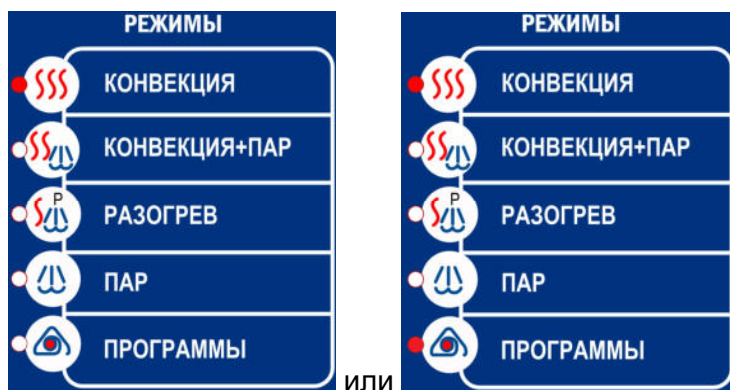 РЕЖИМЫ
КОНВЕКЦИЯ
КОНВЕКЦИЯ+ПАР
P
РАЗОГРЕВ
ПАР
ПРОГРАММЫ
или
РЕЖИМЫ
КОНВЕКЦИЯ
КОНВЕКЦИЯ+ПАР
P
РАЗОГРЕВ
ПАР
ПРОГРАММЫ